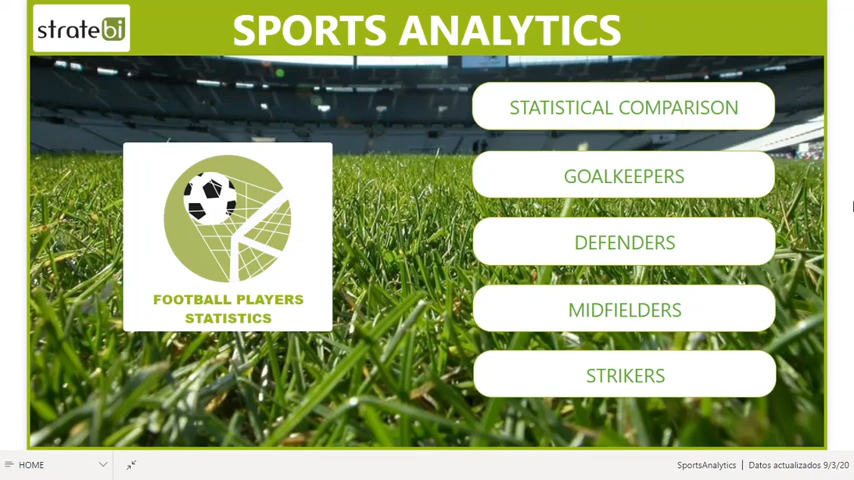 stratebi
SPORTS ANALYTICS
STATISTICAL COMPARISON
GOALKEEPERS
DEFENDERS
MIDFIELDERS
STRIKERS
FOOTBALL PLAYERS
STATISTICS
HOME
SportsAnalytics | Datos actualizados 9/3/20